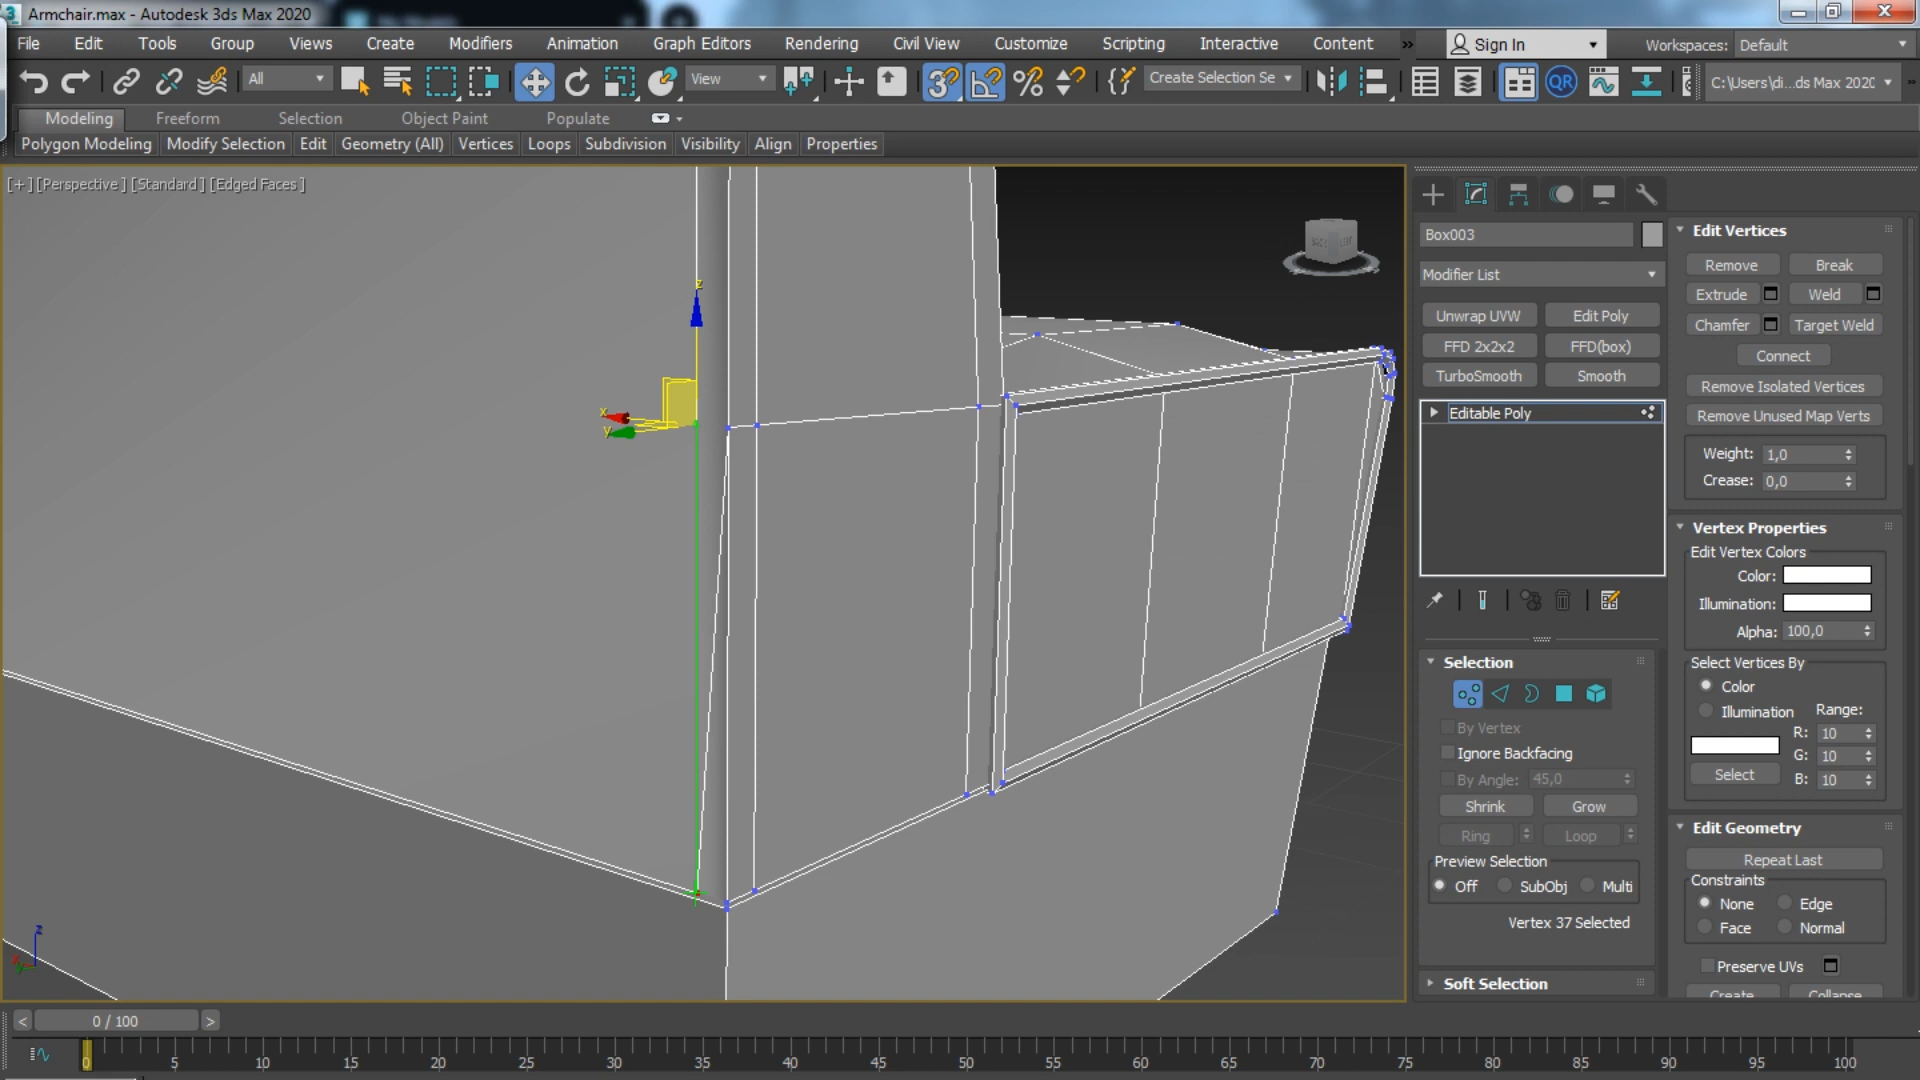 Armchair.max - Autodesk 3ds Max 2020
File Edit Tools Group Views Create Modifiers Animation Graph Editors Rendering Civil View Customize Scripting Interactive Content » Sign In Workspaces: Default
All View Create Selection Se QR C:\Users\di...ds Max 2020
Modeling Freeform Selection Object Paint Populate
Polygon Modeling Modify Selection Edit Geometry (All) Vertices Loops Subdivision Visibility Align Properties
[+] [Perspective] [Standard] [Edged Faces]
z
x
y
z
Box003
Modifier List
Unwrap UVW Edit Poly
FFD 2x2x2 FFD(box)
TurboSmooth Smooth
Editable Poly
Selection
By Vertex
Ignore Backfacing
By Angle: 45,0
Shrink Grow
Ring Loop
Preview Selection
Off SubObj Multi
Vertex 37 Selected
Soft Selection
Edit Vertices
Remove Break
Extrude Weld
Chamfer Target Weld
Connect
Remove Isolated Vertices
Remove Unused Map Verts
Weight: 1,0
Crease: 0,0
Vertex Properties
Edit Vertex Colors
Color:
Illumination:
Alpha: 100,0
Select Vertices By
Color
Illumination Range:
R: 10
G: 10
Select B: 10
Edit Geometry
Repeat Last
Constraints
None Edge
Face Normal
Preserve UVs
Create Collapse
< 0 / 100 >
0 5 10 15 20 25 30 35 40 45 50 55 60 65 70 75 80 85 90 95 100